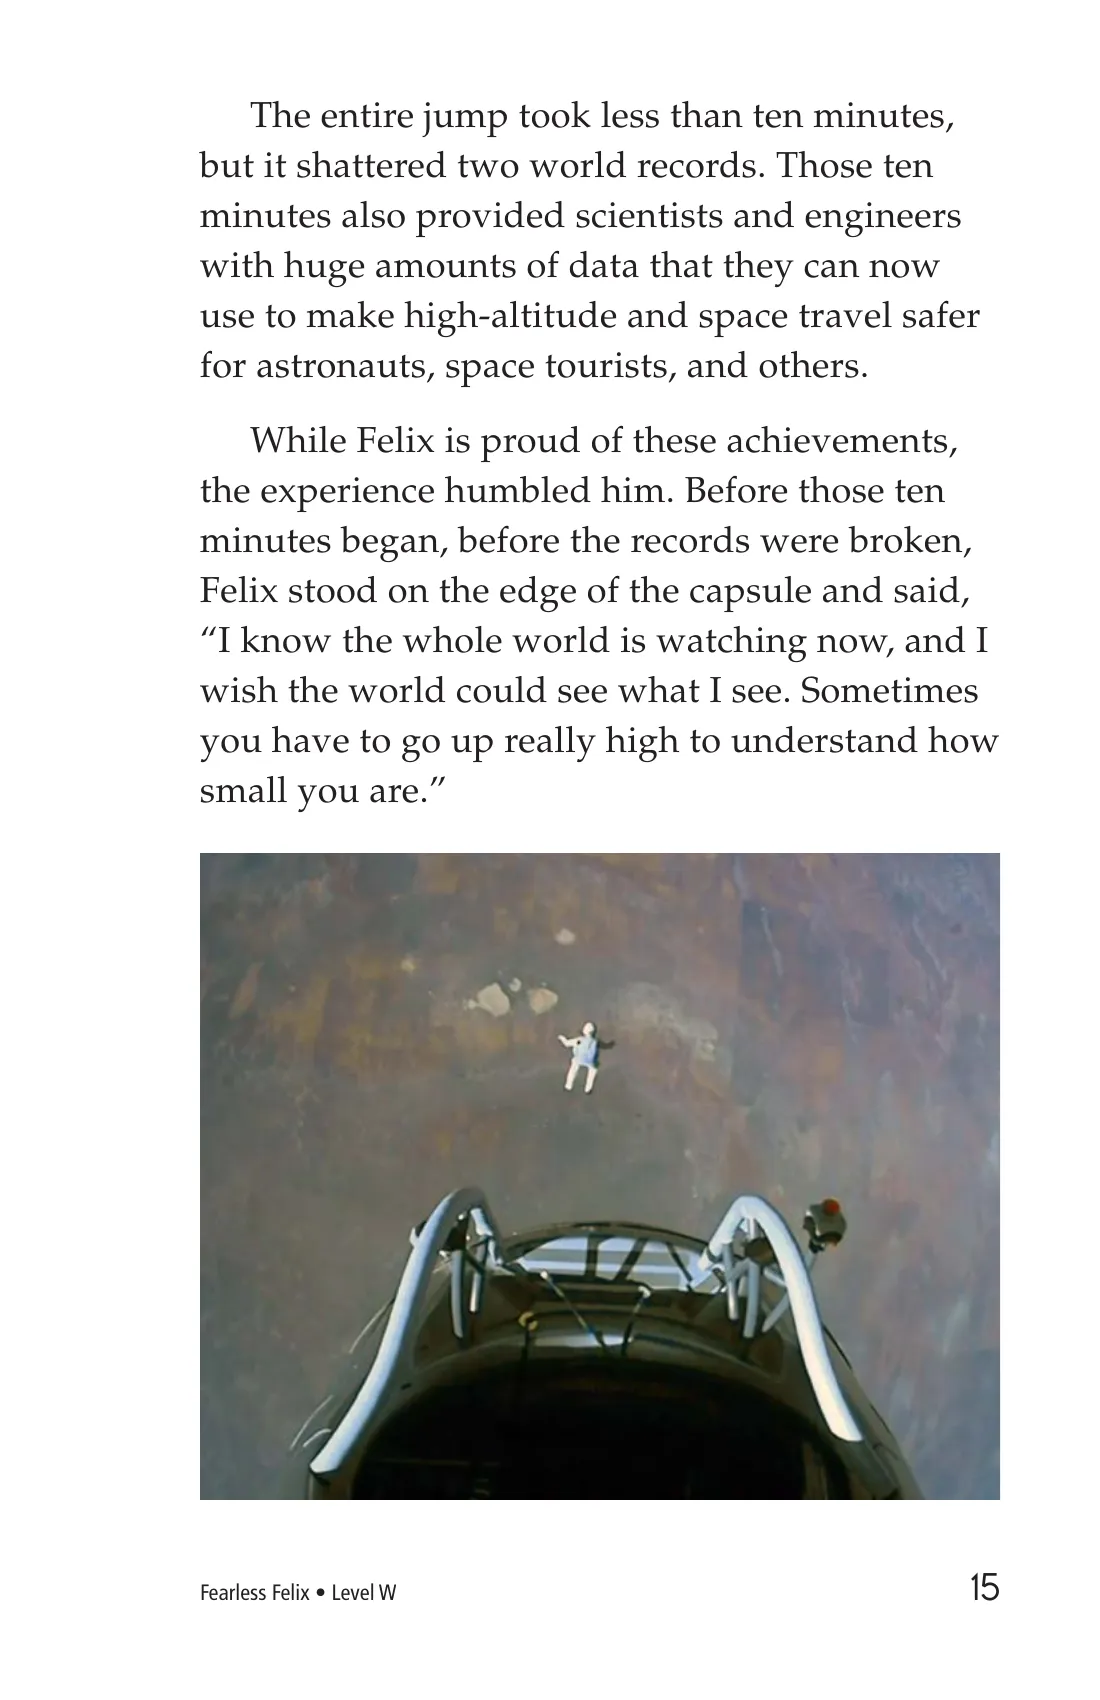 The entire jump took less than ten minutes,
but it shattered two world records. Those ten
minutes also provided scientists and engineers
with huge amounts of data that they can now
use to make high-altitude and space travel safer
for astronauts, space tourists, and others.
While Felix is proud of these achievements,
the experience humbled him. Before those ten
minutes began, before the records were broken,
Felix stood on the edge of the capsule and said,
“I know the whole world is watching now, and I
wish the world could see what I see. Sometimes
you have to go up really high to understand how
small you are.”
Fearless Felix • Level W
15